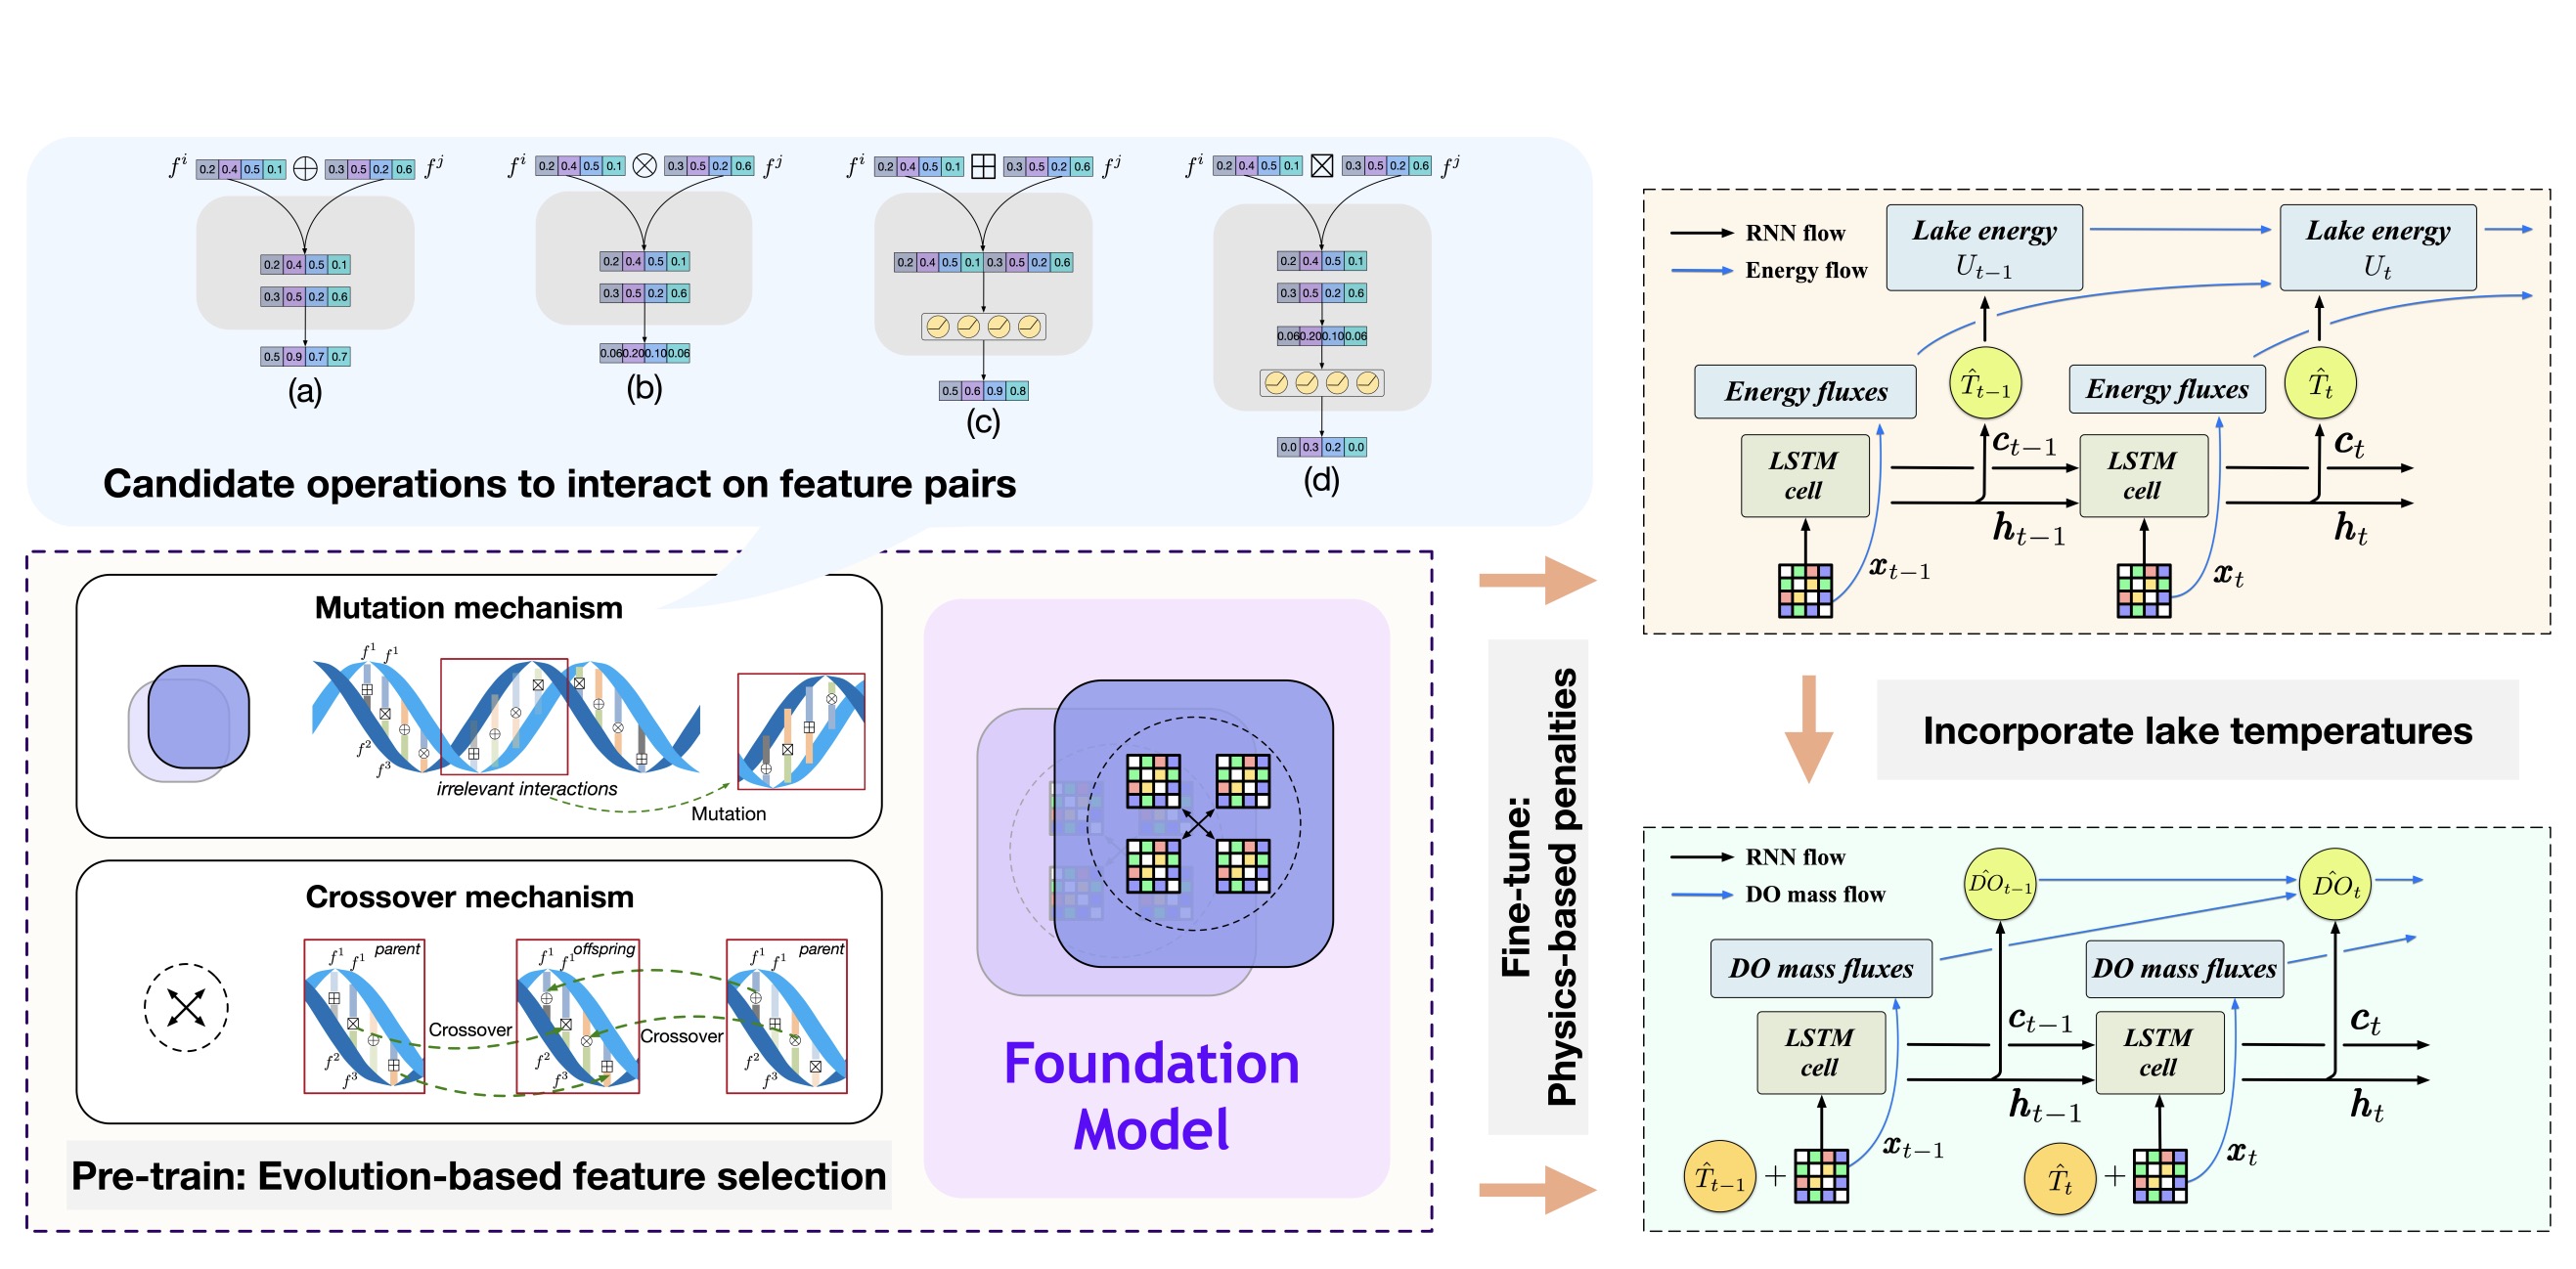 f^i 0.2 0.4 0.5 0.1 ⊕ 0.3 0.5 0.2 0.6 f^j
0.2 0.4 0.5 0.1
0.3 0.5 0.2 0.6
0.5 0.9 0.7 0.7
(a)
f^i 0.2 0.4 0.5 0.1 ⊗ 0.3 0.5 0.2 0.6 f^j
0.2 0.4 0.5 0.1
0.3 0.5 0.2 0.6
0.06 0.20 0.10 0.06
(b)
f^i 0.2 0.4 0.5 0.1 ⊞ 0.3 0.5 0.2 0.6 f^j
0.2 0.4 0.5 0.1 0.3 0.5 0.2 0.6
0.5 0.6 0.9 0.8
(c)
f^i 0.2 0.4 0.5 0.1 ⊠ 0.3 0.5 0.2 0.6 f^j
0.2 0.4 0.5 0.1
0.3 0.5 0.2 0.6
0.06 0.20 0.10 0.06
0.0 0.3 0.2 0.0
(d)
Candidate operations to interact on feature pairs
Mutation mechanism
f^1 f^1
f^2
f^3
irrelevant interactions
Mutation
Crossover mechanism
parent
f^1 f^1
f^2
f^3
Crossover
offspring
f^1 f^1
f^2
f^3
Crossover
parent
f^1 f^1
f^2
f^3
Pre-train: Evolution-based feature selection
Foundation
Model
Fine-tune:
Physics-based penalties
RNN flow
Energy flow
Lake energy
U_{t-1}
Lake energy
U_t
Energy fluxes
T̂_{t-1}
Energy fluxes
T̂_t
LSTM
cell
c_{t-1}
h_{t-1}
LSTM
cell
c_t
h_t
x_{t-1}
x_t
Incorporate lake temperatures
RNN flow
DO mass flow
D̂O_{t-1}
D̂O_t
DO mass fluxes
DO mass fluxes
LSTM
cell
c_{t-1}
h_{t-1}
LSTM
cell
c_t
h_t
T̂_{t-1} +
x_{t-1}
T̂_t +
x_t